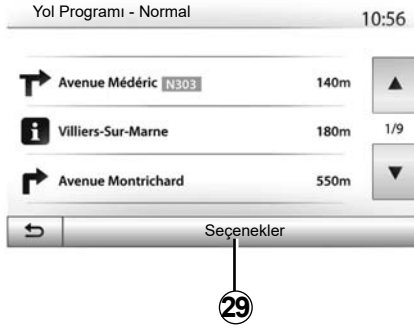 Yol Programı - Normal 10:56
Avenue Médéric N303 140m
Villiers-Sur-Marne 180m 1/9
Avenue Montrichard 550m
Seçenekler
29